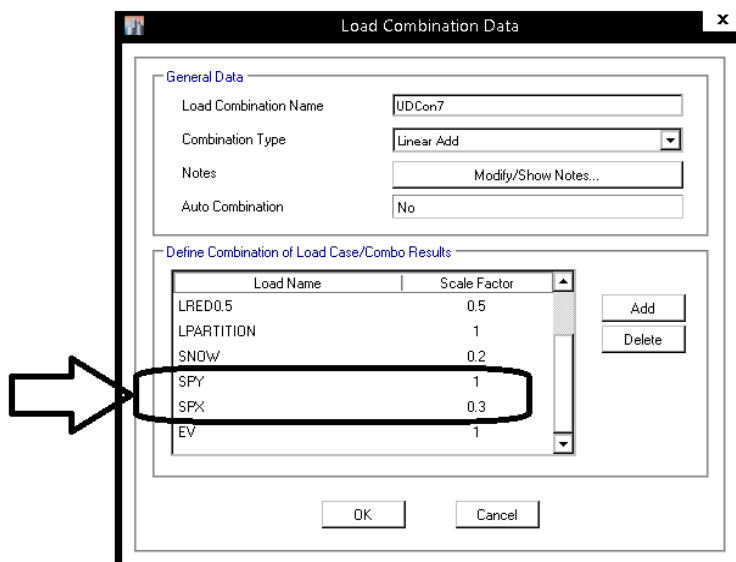 Load Combination Data
x
General Data
Load Combination Name UDCon7
Combination Type Linear Add
Notes Modify/Show Notes...
Auto Combination No
Define Combination of Load Case/Combo Results
Load Name Scale Factor
LRED0.5 0.5
LPARTITION 1
SNOW 0.2
SPY 1
SPX 0.3
EV 1
Add
Delete
OK Cancel